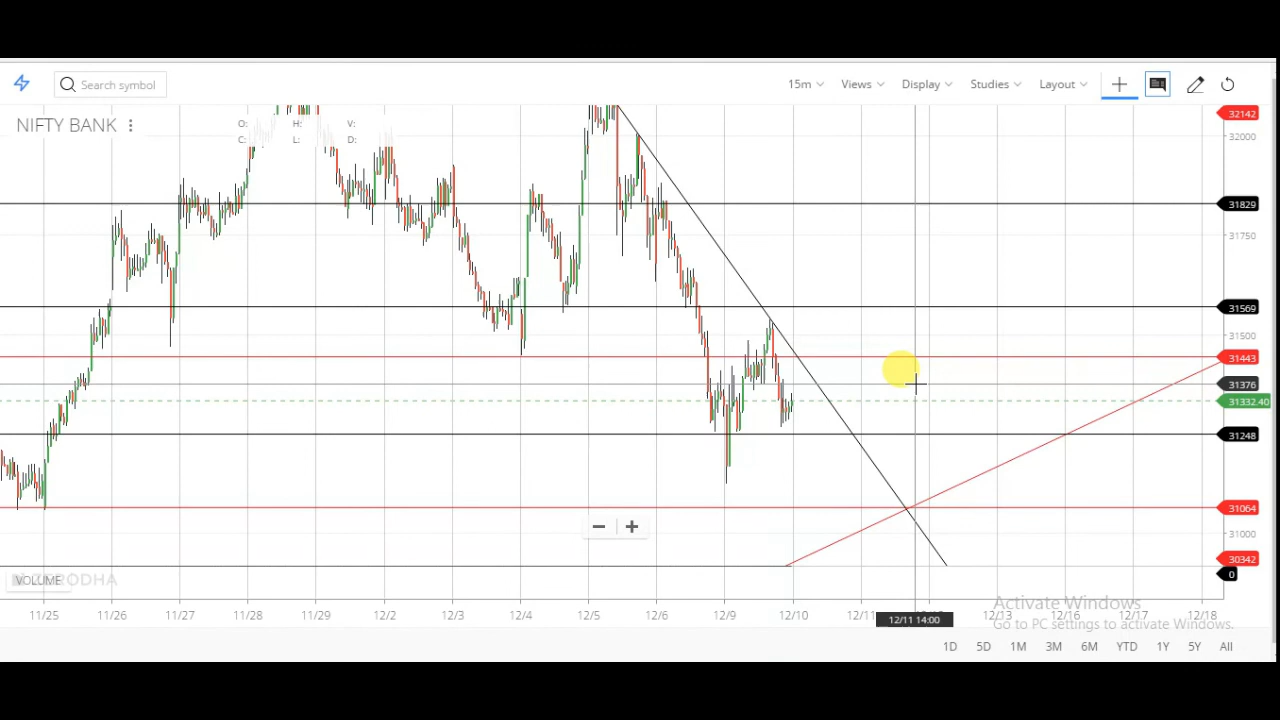 Search symbol 15m Views Display Studies Layout
NIFTY BANK O: H: V:
C: L: D:
32142
32000
31829
31750
31569
31500
31443
31376
31332.40
31248
31064
− +
31000
30342
0
VOLUME ZERODHA
11/25 11/26 11/27 11/28 11/29 12/2 12/3 12/4 12/5 12/6 12/9 12/10 12/11 12/13 12/16 12/17 12/18
12/11 14:00
Activate Windows
Go to PC settings to activate Windows.
1D 5D 1M 3M 6M YTD 1Y 5Y All